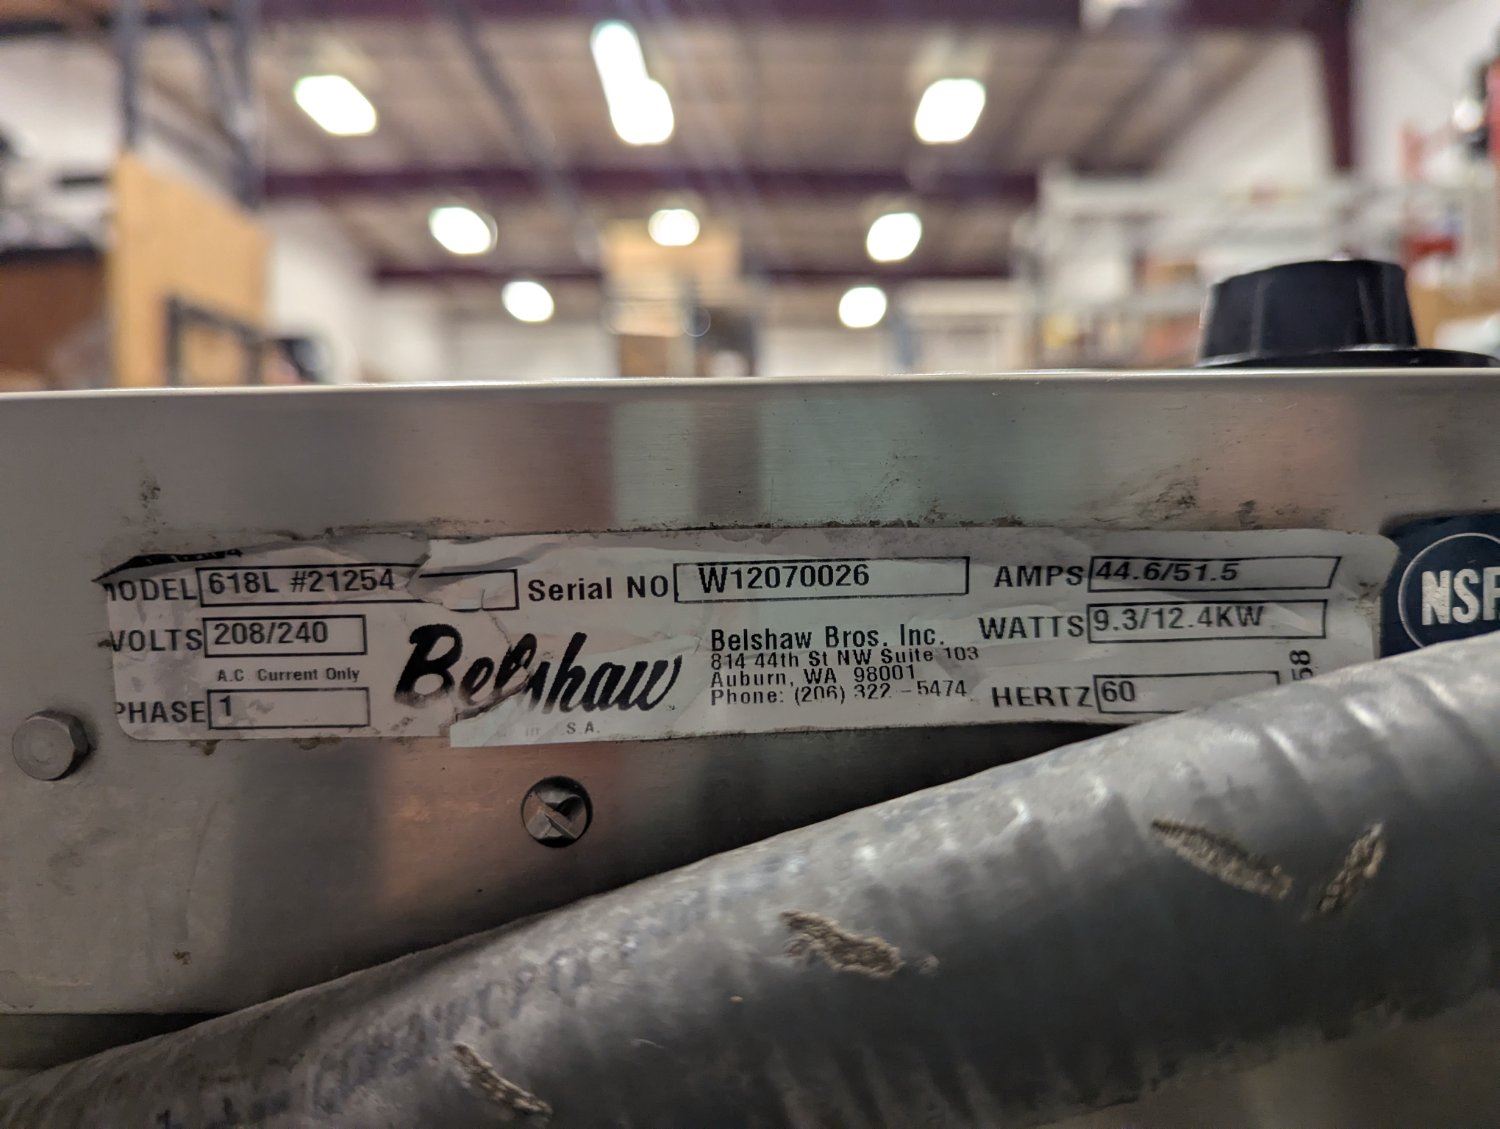 MODEL 618L #21254
Serial NO W12070026
AMPS 44.6/51.5
VOLTS 208/240
A.C. Current Only
PHASE 1
Belshaw
S.A.
Belshaw Bros. Inc.
814 44th St NW Suite 103
Auburn, WA 98001
Phone: (206) 322-5474
WATTS 9.3/12.4KW
HERTZ 60
58
NSF